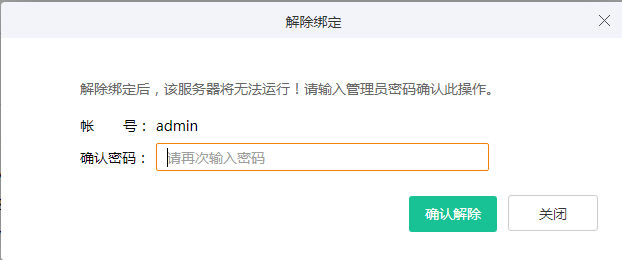 解除绑定
解除绑定后，该服务器将无法运行！请输入管理员密码确认此操作。
帐 号： admin
确认密码： 请再次输入密码
确认解除 关闭